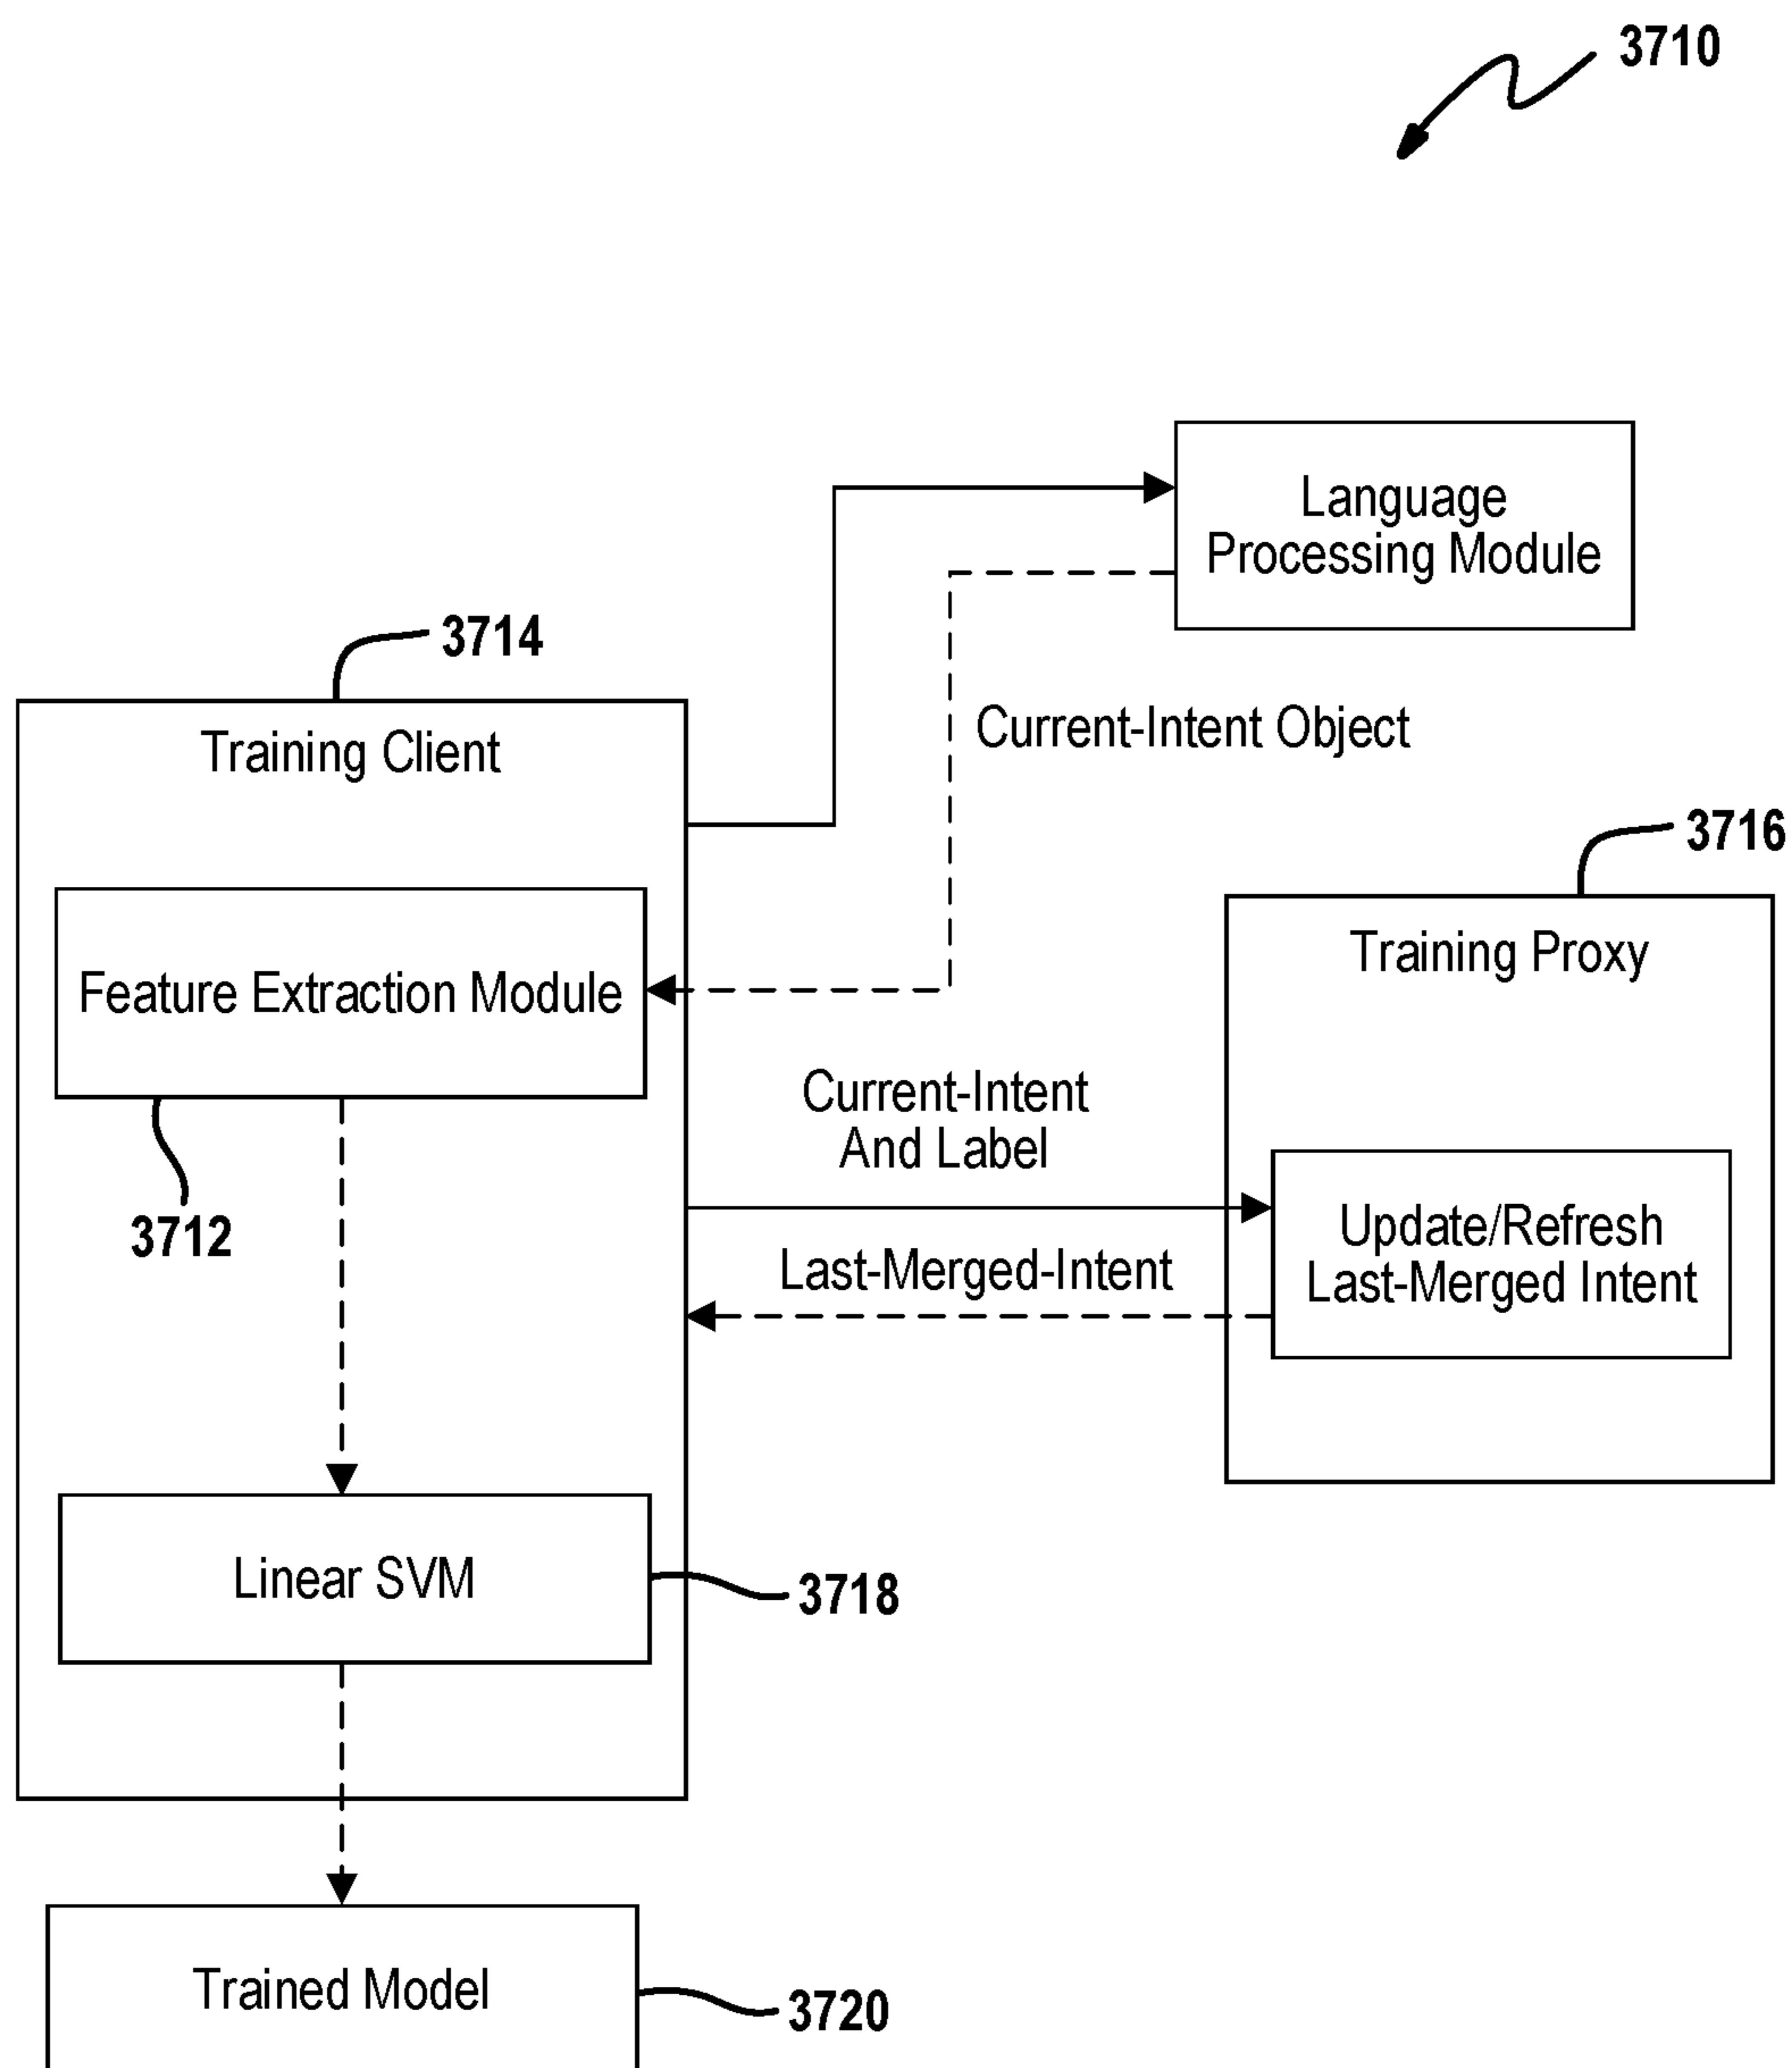 3710
Language
Processing Module
3714
Training Client
Current-Intent Object
3716
Training Proxy
Feature Extraction Module
Current-Intent
And Label
3712
Update/Refresh
Last-Merged Intent
Last-Merged-Intent
Linear SVM
3718
Trained Model
3720